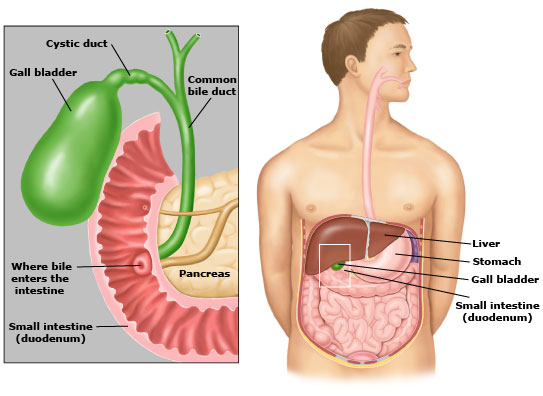 Cystic duct
Gall bladder
Common
bile duct
Where bile
enters the
intestine
Pancreas
Small intestine
(duodenum)
Liver
Stomach
Gall bladder
Small intestine
(duodenum)